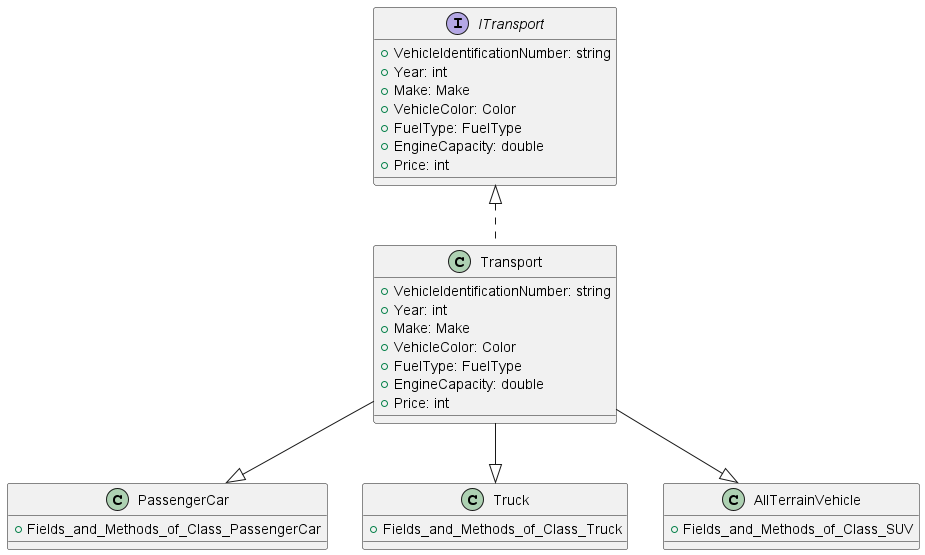 I ITransport
VehicleIdentificationNumber: string
Year: int
Make: Make
VehicleColor: Color
FuelType: FuelType
EngineCapacity: double
Price: int
C Transport
VehicleIdentificationNumber: string
Year: int
Make: Make
VehicleColor: Color
FuelType: FuelType
EngineCapacity: double
Price: int
C PassengerCar
Fields_and_Methods_of_Class_PassengerCar
C Truck
Fields_and_Methods_of_Class_Truck
C AllTerrainVehicle
Fields_and_Methods_of_Class_SUV